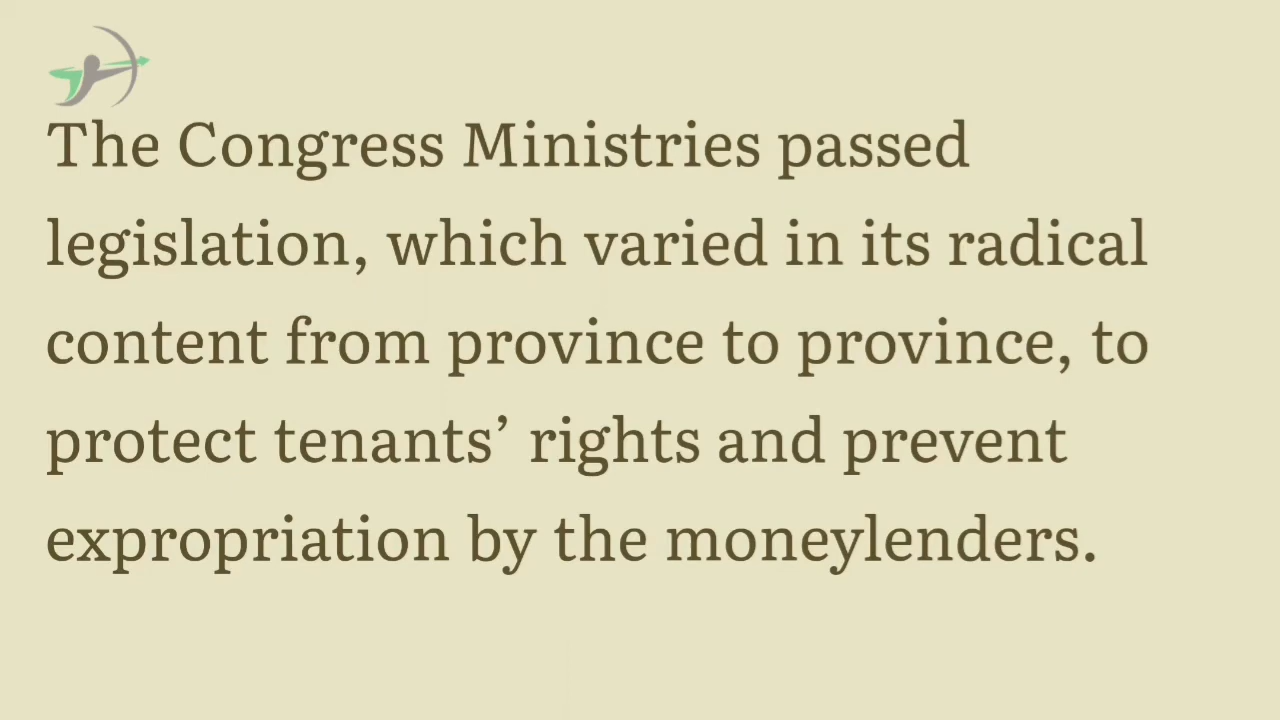 The Congress Ministries passed
legislation, which varied in its radical
content from province to province, to
protect tenants’ rights and prevent
expropriation by the moneylenders.